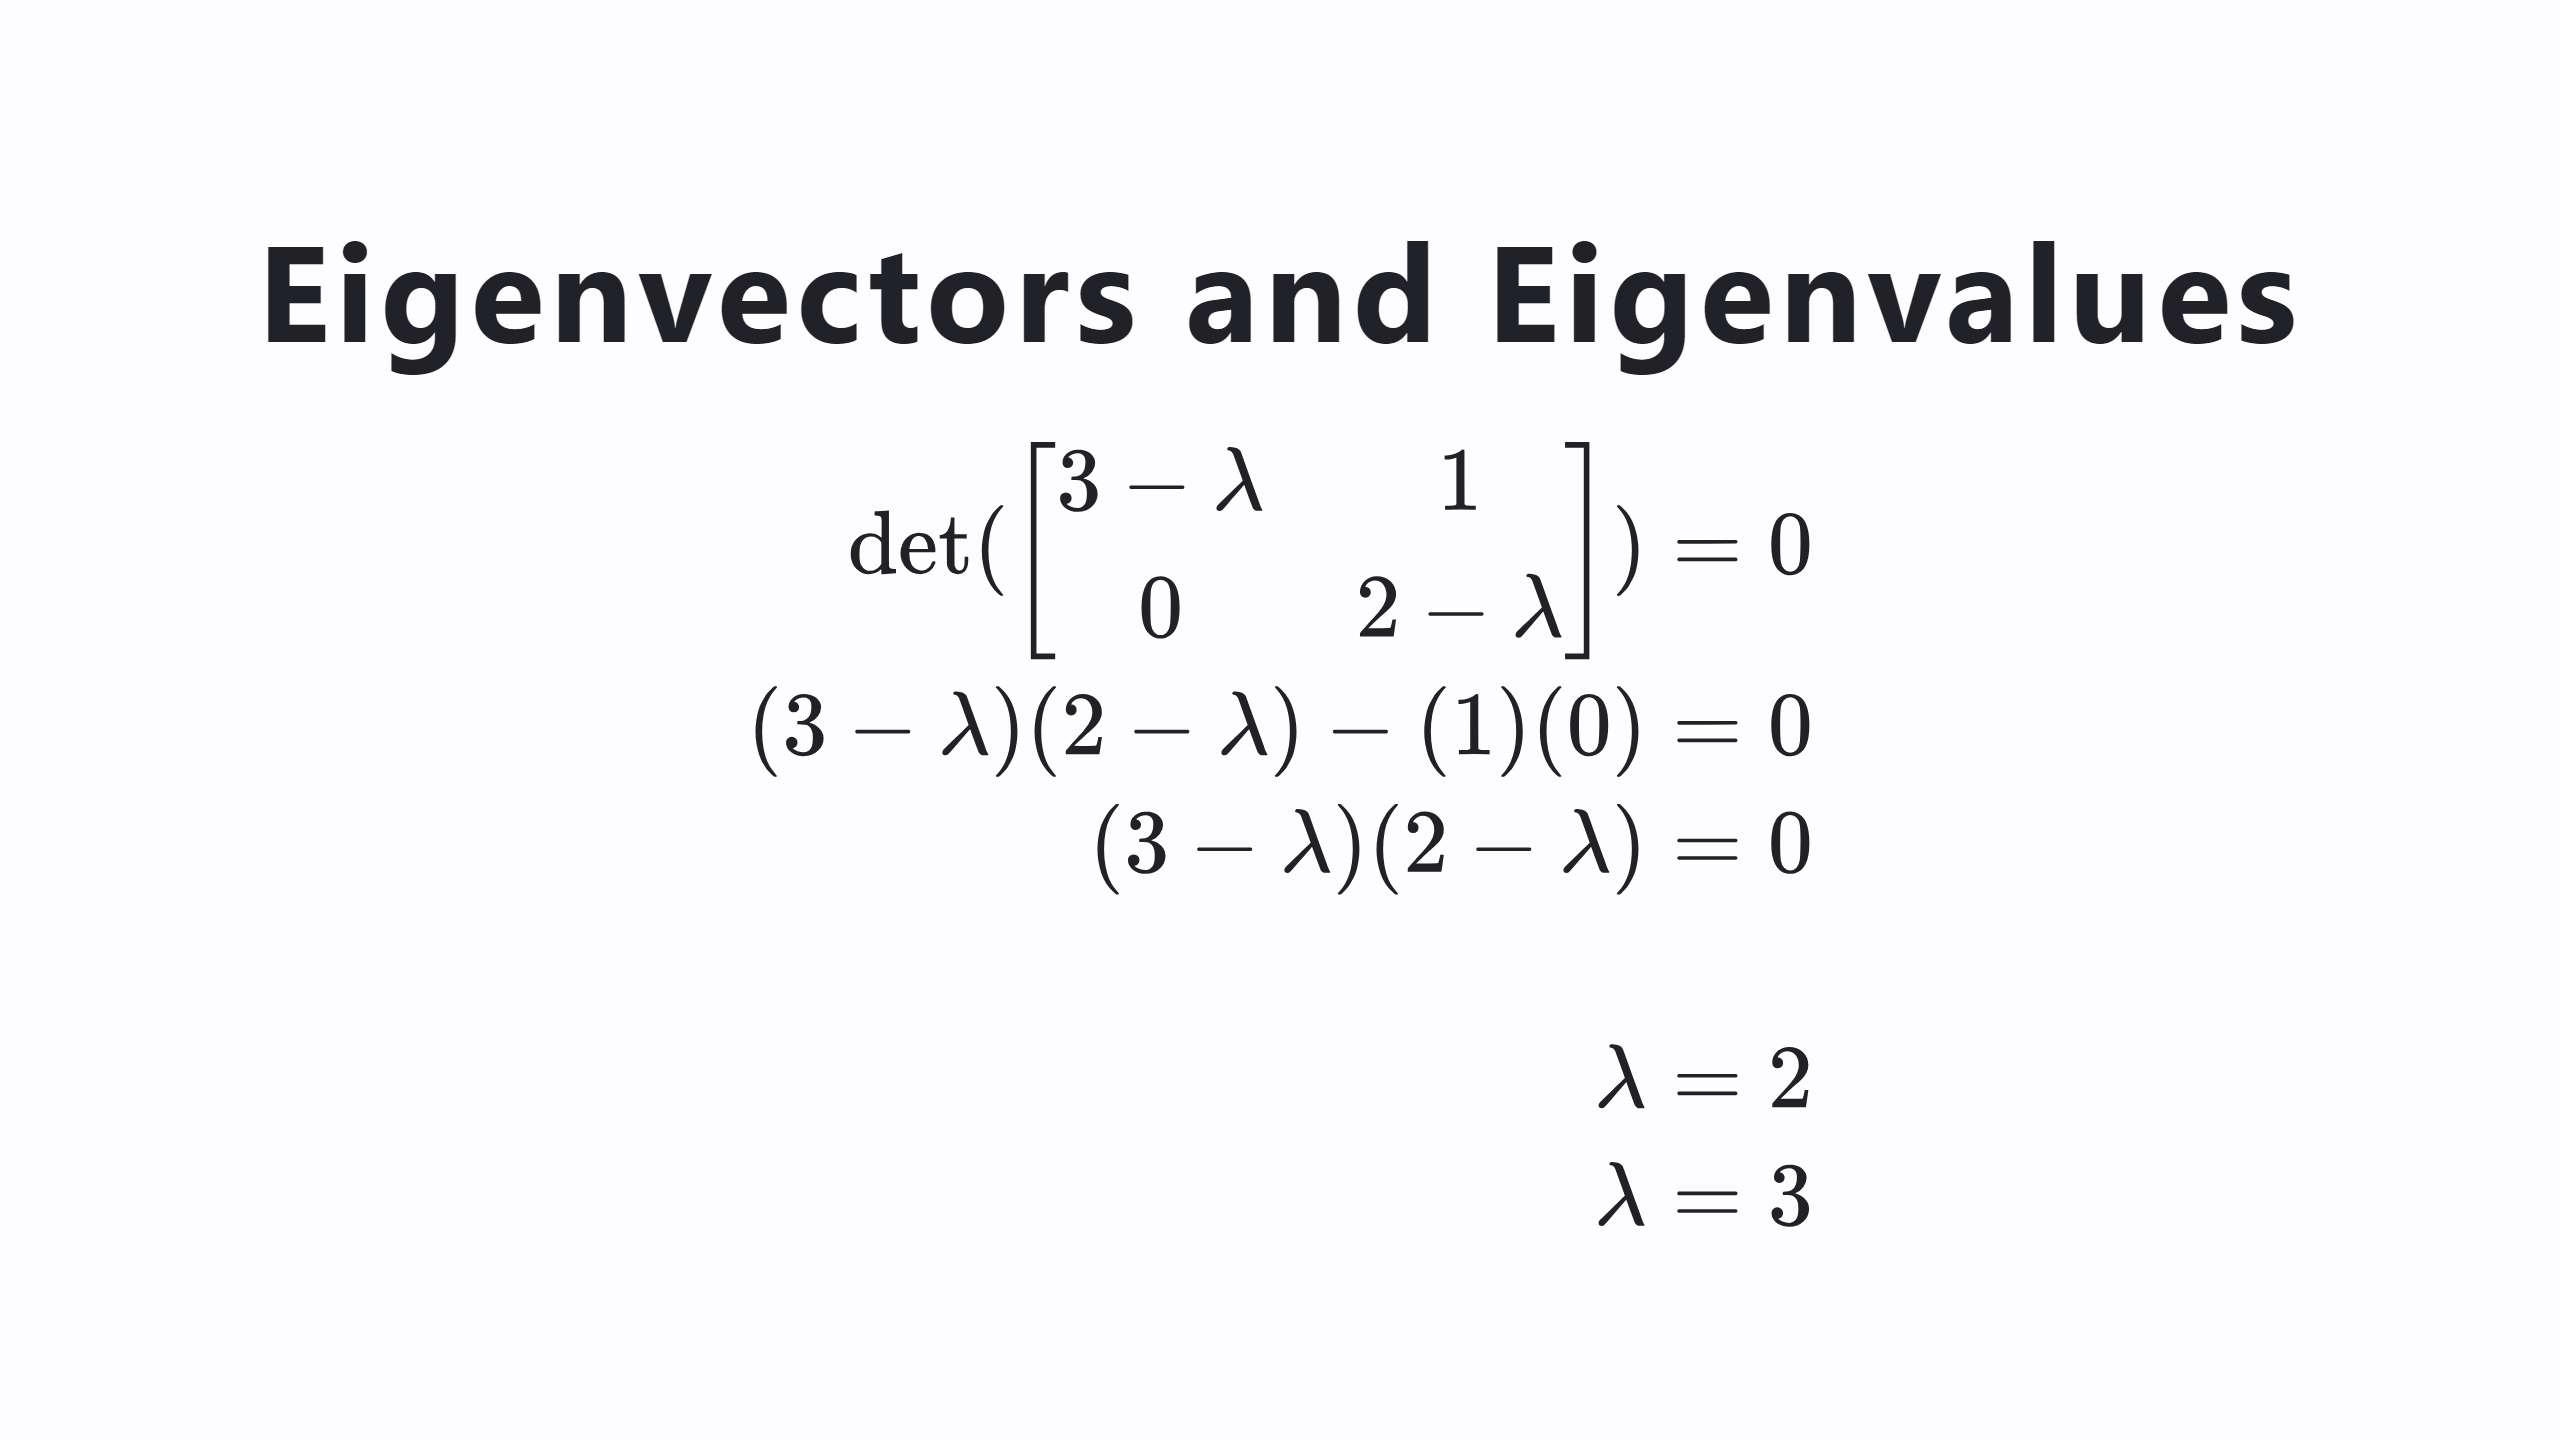 Eigenvectors and Eigenvalues
det([3 − λ 1
0 2 − λ]) = 0
(3 − λ)(2 − λ) − (1)(0) = 0
(3 − λ)(2 − λ) = 0
λ = 2
λ = 3